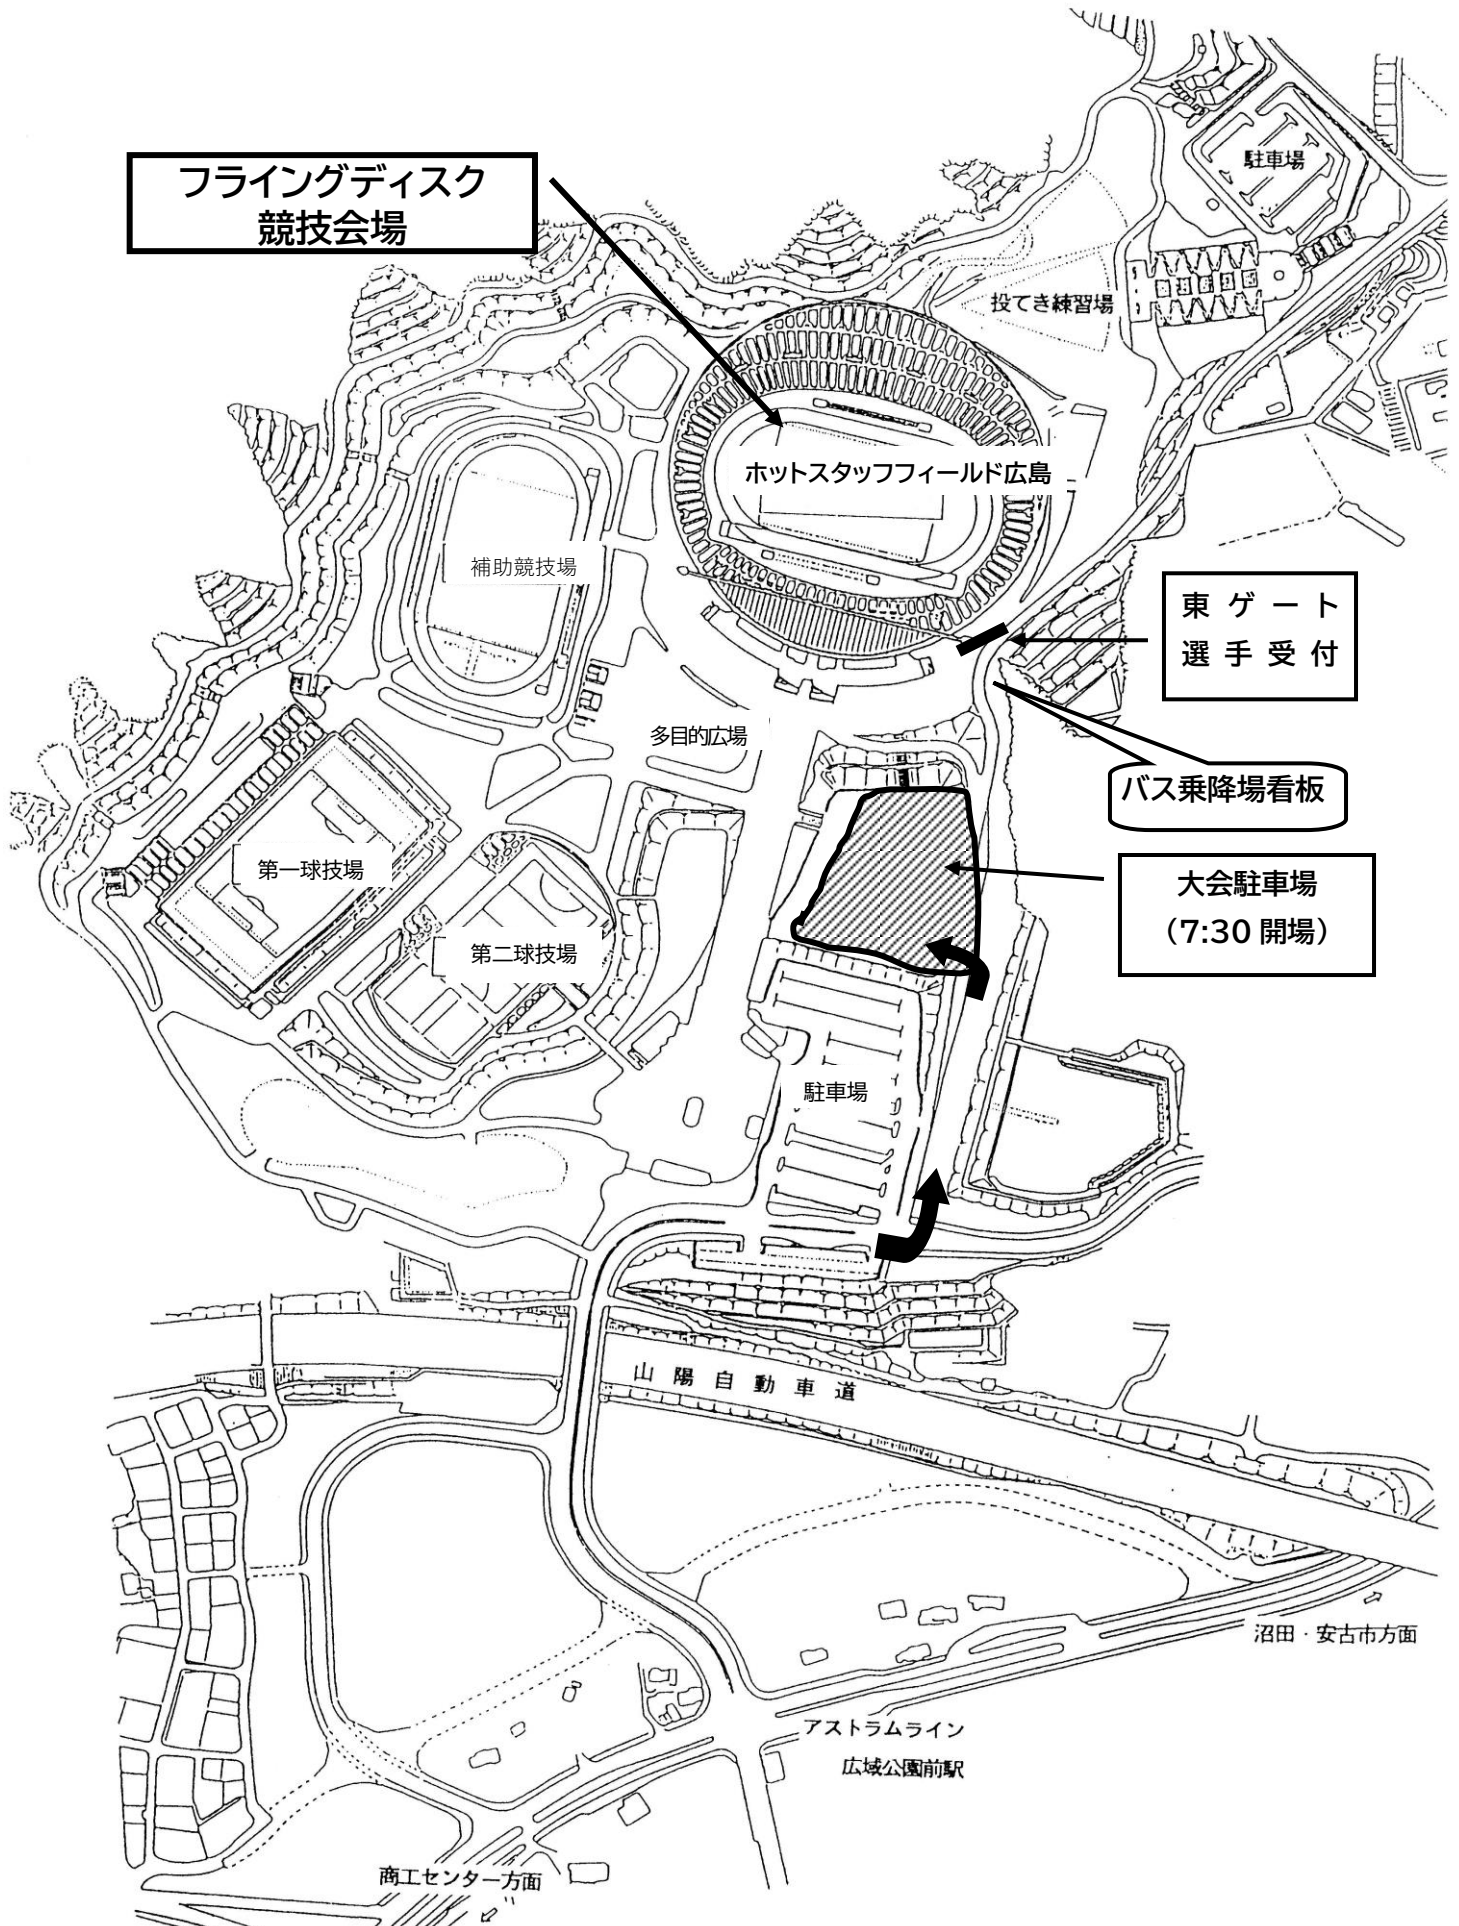 フライングディスク
競技会場
駐車場
投てき練習場
ホットスタッフフィールド広島
補助競技場
東ゲート
選手受付
多目的広場
バス乗降場看板
第一球技場
大会駐車場
（7:30 開場）
第二球技場
駐車場
山陽自動車道
沼田・安古市方面
アストラムライン
広域公園前駅
商工センター方面